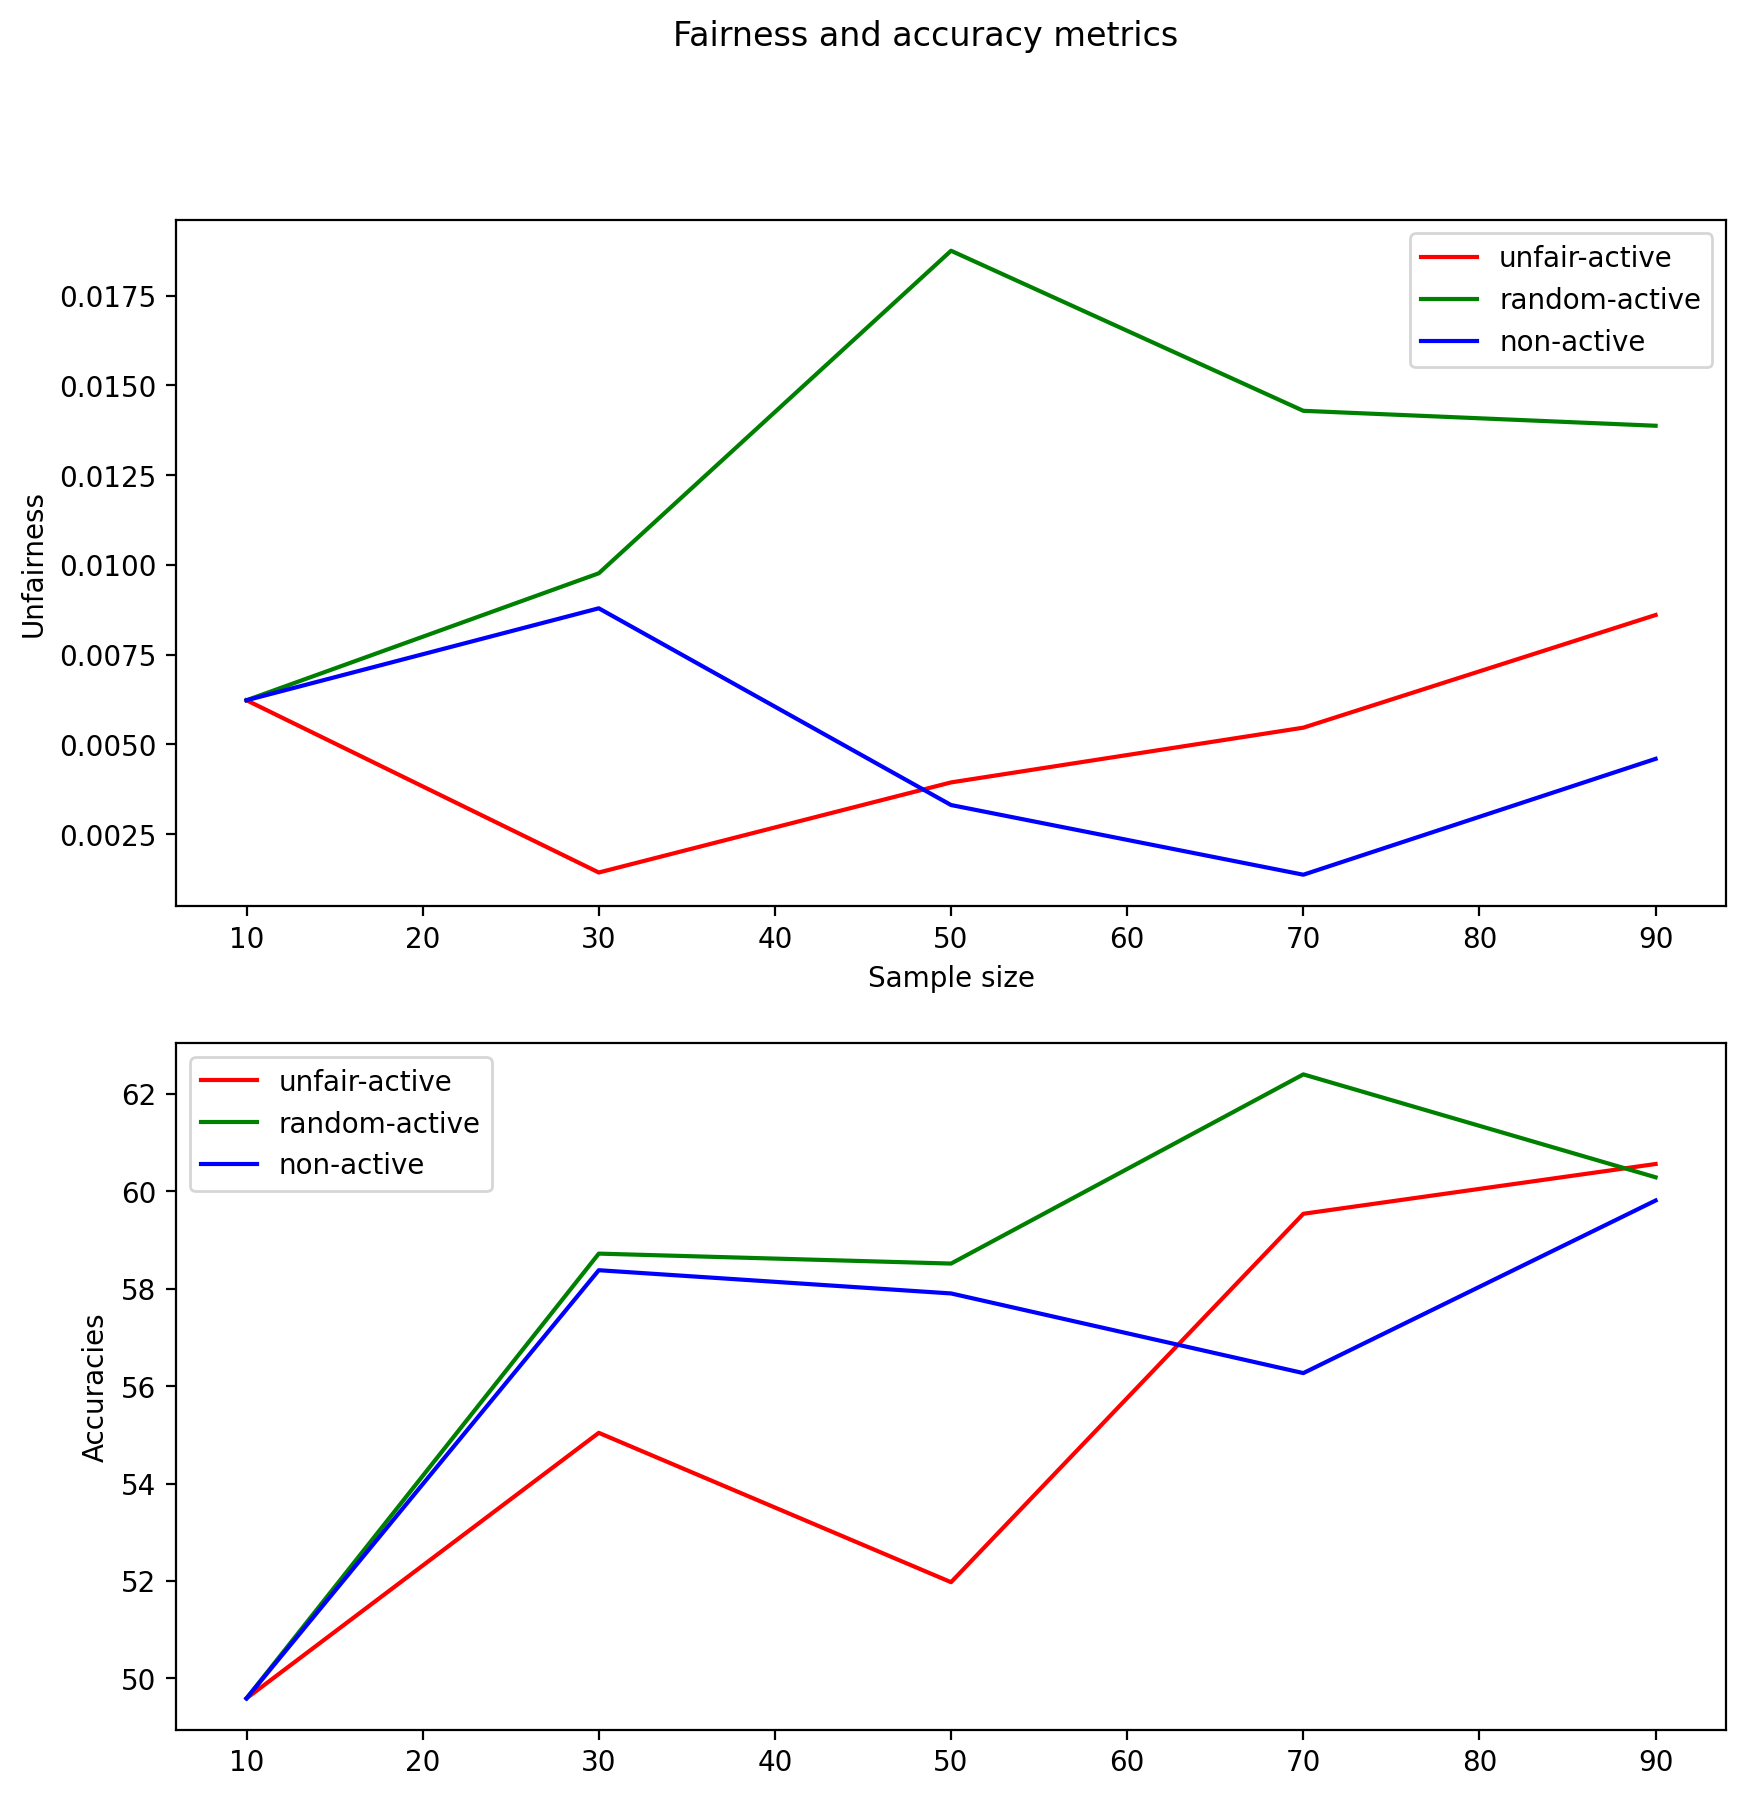 Fairness and accuracy metrics
unfair-active
random-active
non-active
0.0175
0.0150
0.0125
0.0100
0.0075
0.0050
0.0025
Unfairness
10 20 30 40 50 60 70 80 90
Sample size
unfair-active
random-active
non-active
62
60
58
56
54
52
50
Accuracies
10 20 30 40 50 60 70 80 90